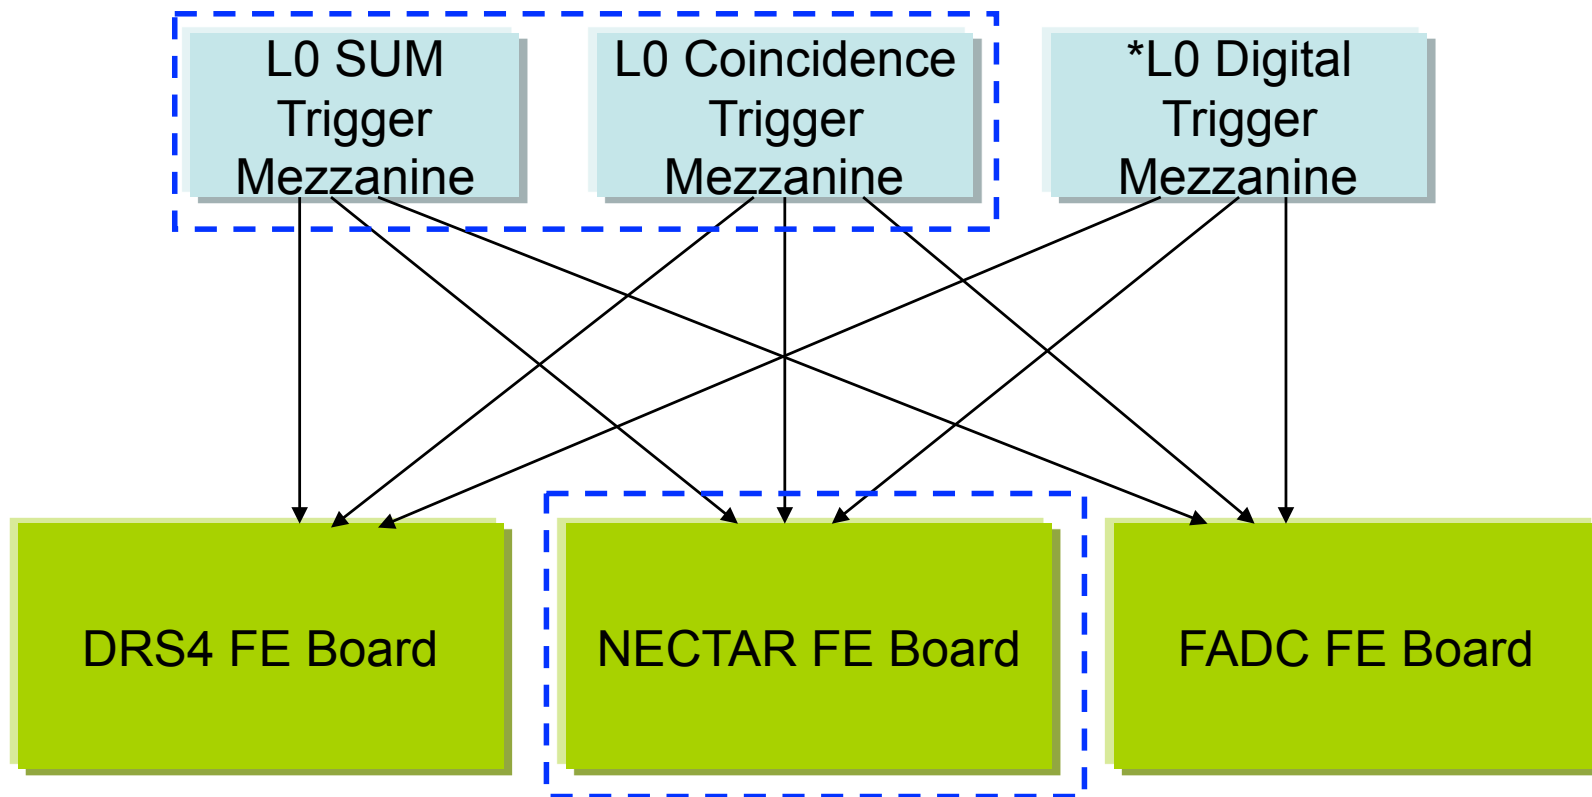 L0 SUM
Trigger
Mezzanine
L0 Coincidence
Trigger
Mezzanine
*L0 Digital
Trigger
Mezzanine
DRS4 FE Board
NECTAR FE Board
FADC FE Board